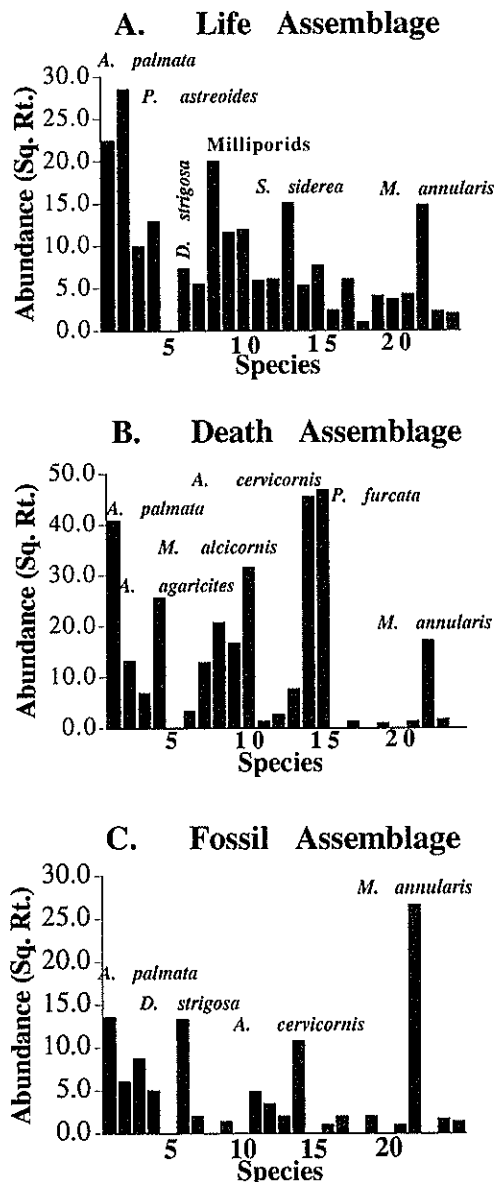 A. Life Assemblage
A. palmata
30.0
P. astreoides
25.0
Milliporids
20.0
D. strigosa
S. siderea
M. annularis
15.0
10.0
5.0
0.0
Abundance (Sq. Rt.)
5 10 15 20
Species
B. Death Assemblage
A. cervicornis
50.0
P. furcata
A. palmata
40.0
M. alcicornis
30.0
A. agaricites
M. annularis
20.0
10.0
0.0
Abundance (Sq. Rt.)
5 10 15 20
Species
C. Fossil Assemblage
30.0
M. annularis
25.0
20.0
A. palmata
D. strigosa
15.0
A. cervicornis
10.0
5.0
0.0
Abundance (Sq. Rt.)
5 10 15 20
Species